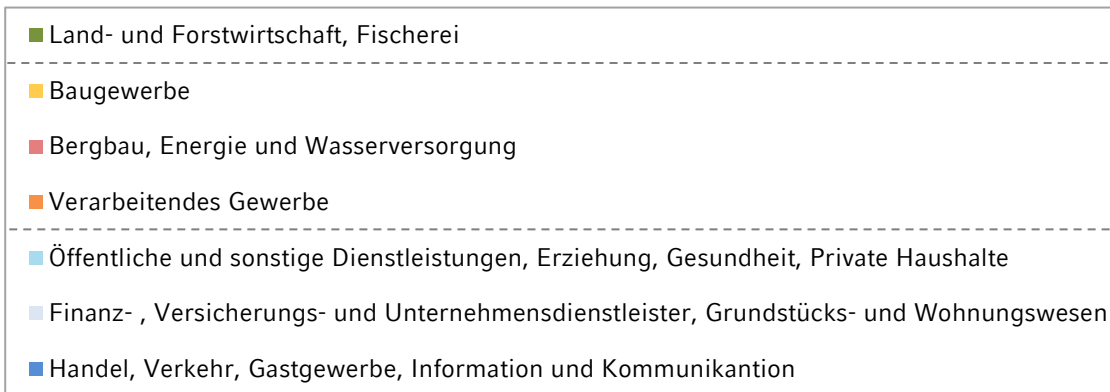 Land- und Forstwirtschaft, Fischerei
Baugewerbe
Bergbau, Energie und Wasserversorgung
Verarbeitendes Gewerbe
Öffentliche und sonstige Dienstleistungen, Erziehung, Gesundheit, Private Haushalte
Finanz- , Versicherungs- und Unternehmensdienstleister, Grundstücks- und Wohnungswesen
Handel, Verkehr, Gastgewerbe, Information und Kommunikantion